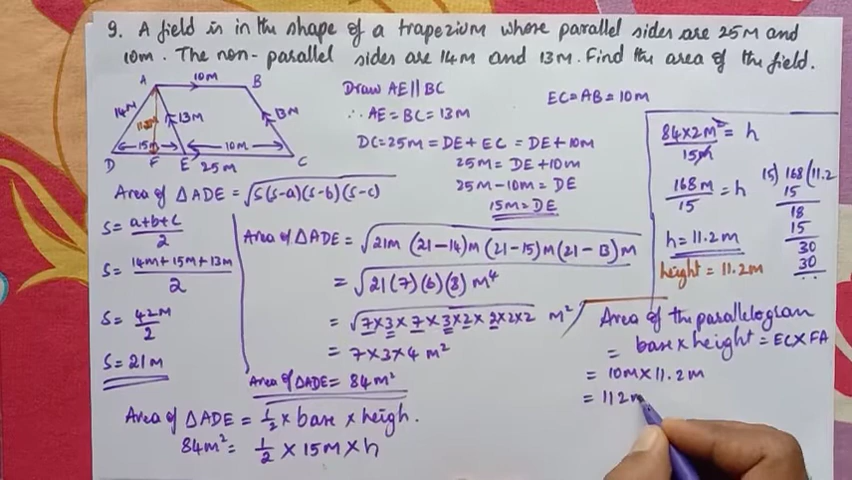 9. A field is in the shape of a trapezium whose parallel sides are 25m and
10m. The non-parallel sides are 14m and 13m. Find the area of the field.
A 10m B
14m 11.2m 13m 13m
15m 10m
D F E 25m C
Draw AE||BC
∴ AE = BC = 13m
EC = AB = 10m
DC = 25m = DE + EC = DE + 10m
25m = DE + 10m
25m - 10m = DE
15m = DE
Area of △ADE = √s(s-a)(s-b)(s-c)
S = a+b+c/2
S = 14m+15m+13m/2
S = 42m/2
S = 21m
Area of △ADE = √21m (21-14)m (21-15)m (21-13)m
= √21(7)(6)(8) m⁴
= √7×3×7×3×2×2×2×2 m²
= 7×3×4 m²
Area of △ADE = 84m²
Area of △ADE = 1/2 × base × heigh.
84m² = 1/2 × 15m × h
84×2m²/15m = h
168m/15 = h
h = 11.2m
height = 11.2m
15) 168 (11.2
15
18
15
30
30
Area of the parallelogram
= base x height = EC×FA
= 10m × 11.2m
= 112m